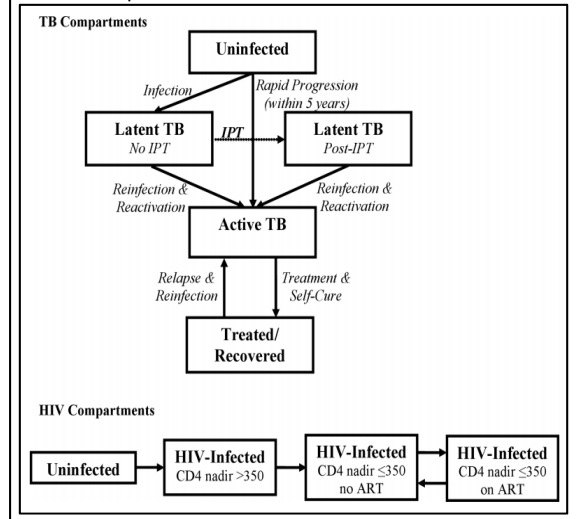 TB Compartments
Uninfected
Infection
Rapid Progression
(within 5 years)
Latent TB
No IPT
IPT
Latent TB
Post-IPT
Reinfection &
Reactivation
Reinfection &
Reactivation
Active TB
Relapse &
Reinfection
Treatment &
Self-Cure
Treated/
Recovered
HIV Compartments
Uninfected
HIV-Infected
CD4 nadir >350
HIV-Infected
CD4 nadir ≤350
no ART
HIV-Infected
CD4 nadir ≤350
on ART